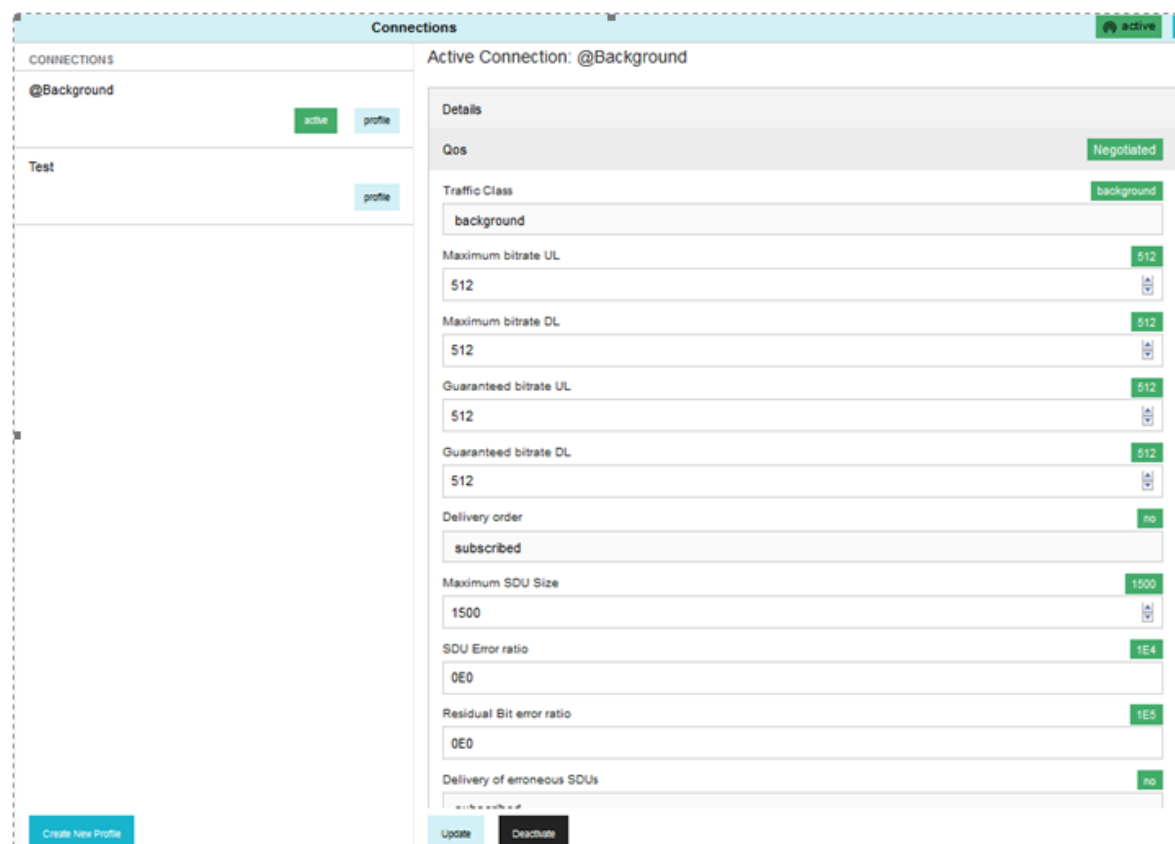 Connections
active
CONNECTIONS
@Background
active profile
Test
profile
Create New Profile
Active Connection: @Background
Details
Qos Negotiated
Traffic Class background
background
Maximum bitrate UL 512
512
Maximum bitrate DL 512
512
Guaranteed bitrate UL 512
512
Guaranteed bitrate DL 512
512
Delivery order no
subscribed
Maximum SDU Size 1500
1500
SDU Error ratio 1E4
0E0
Residual Bit error ratio 1E5
0E0
Delivery of erroneous SDUs no
Update Deactivate